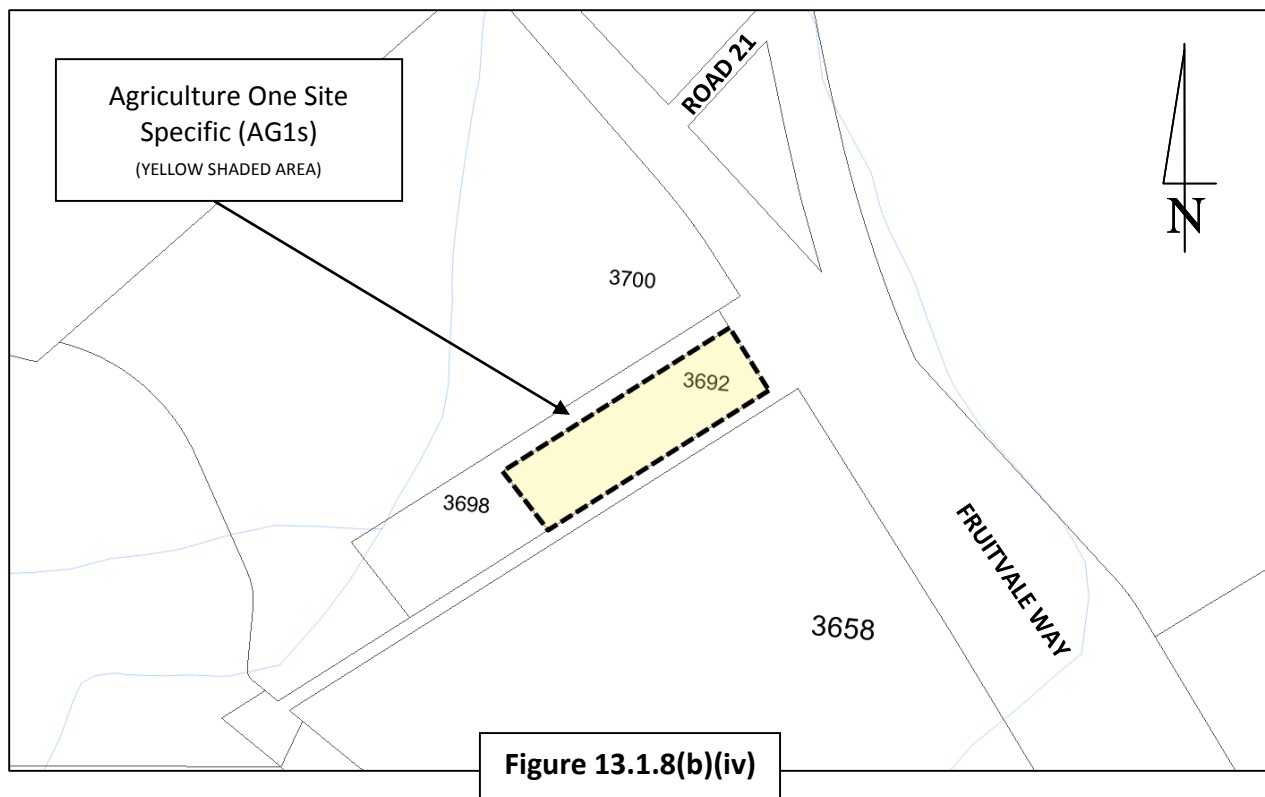 Agriculture One Site
Specific (AG1s)
(YELLOW SHADED AREA)
ROAD 21
N
3700
3692
3698
FRUITVALE WAY
3658
Figure 13.1.8(b)(iv)